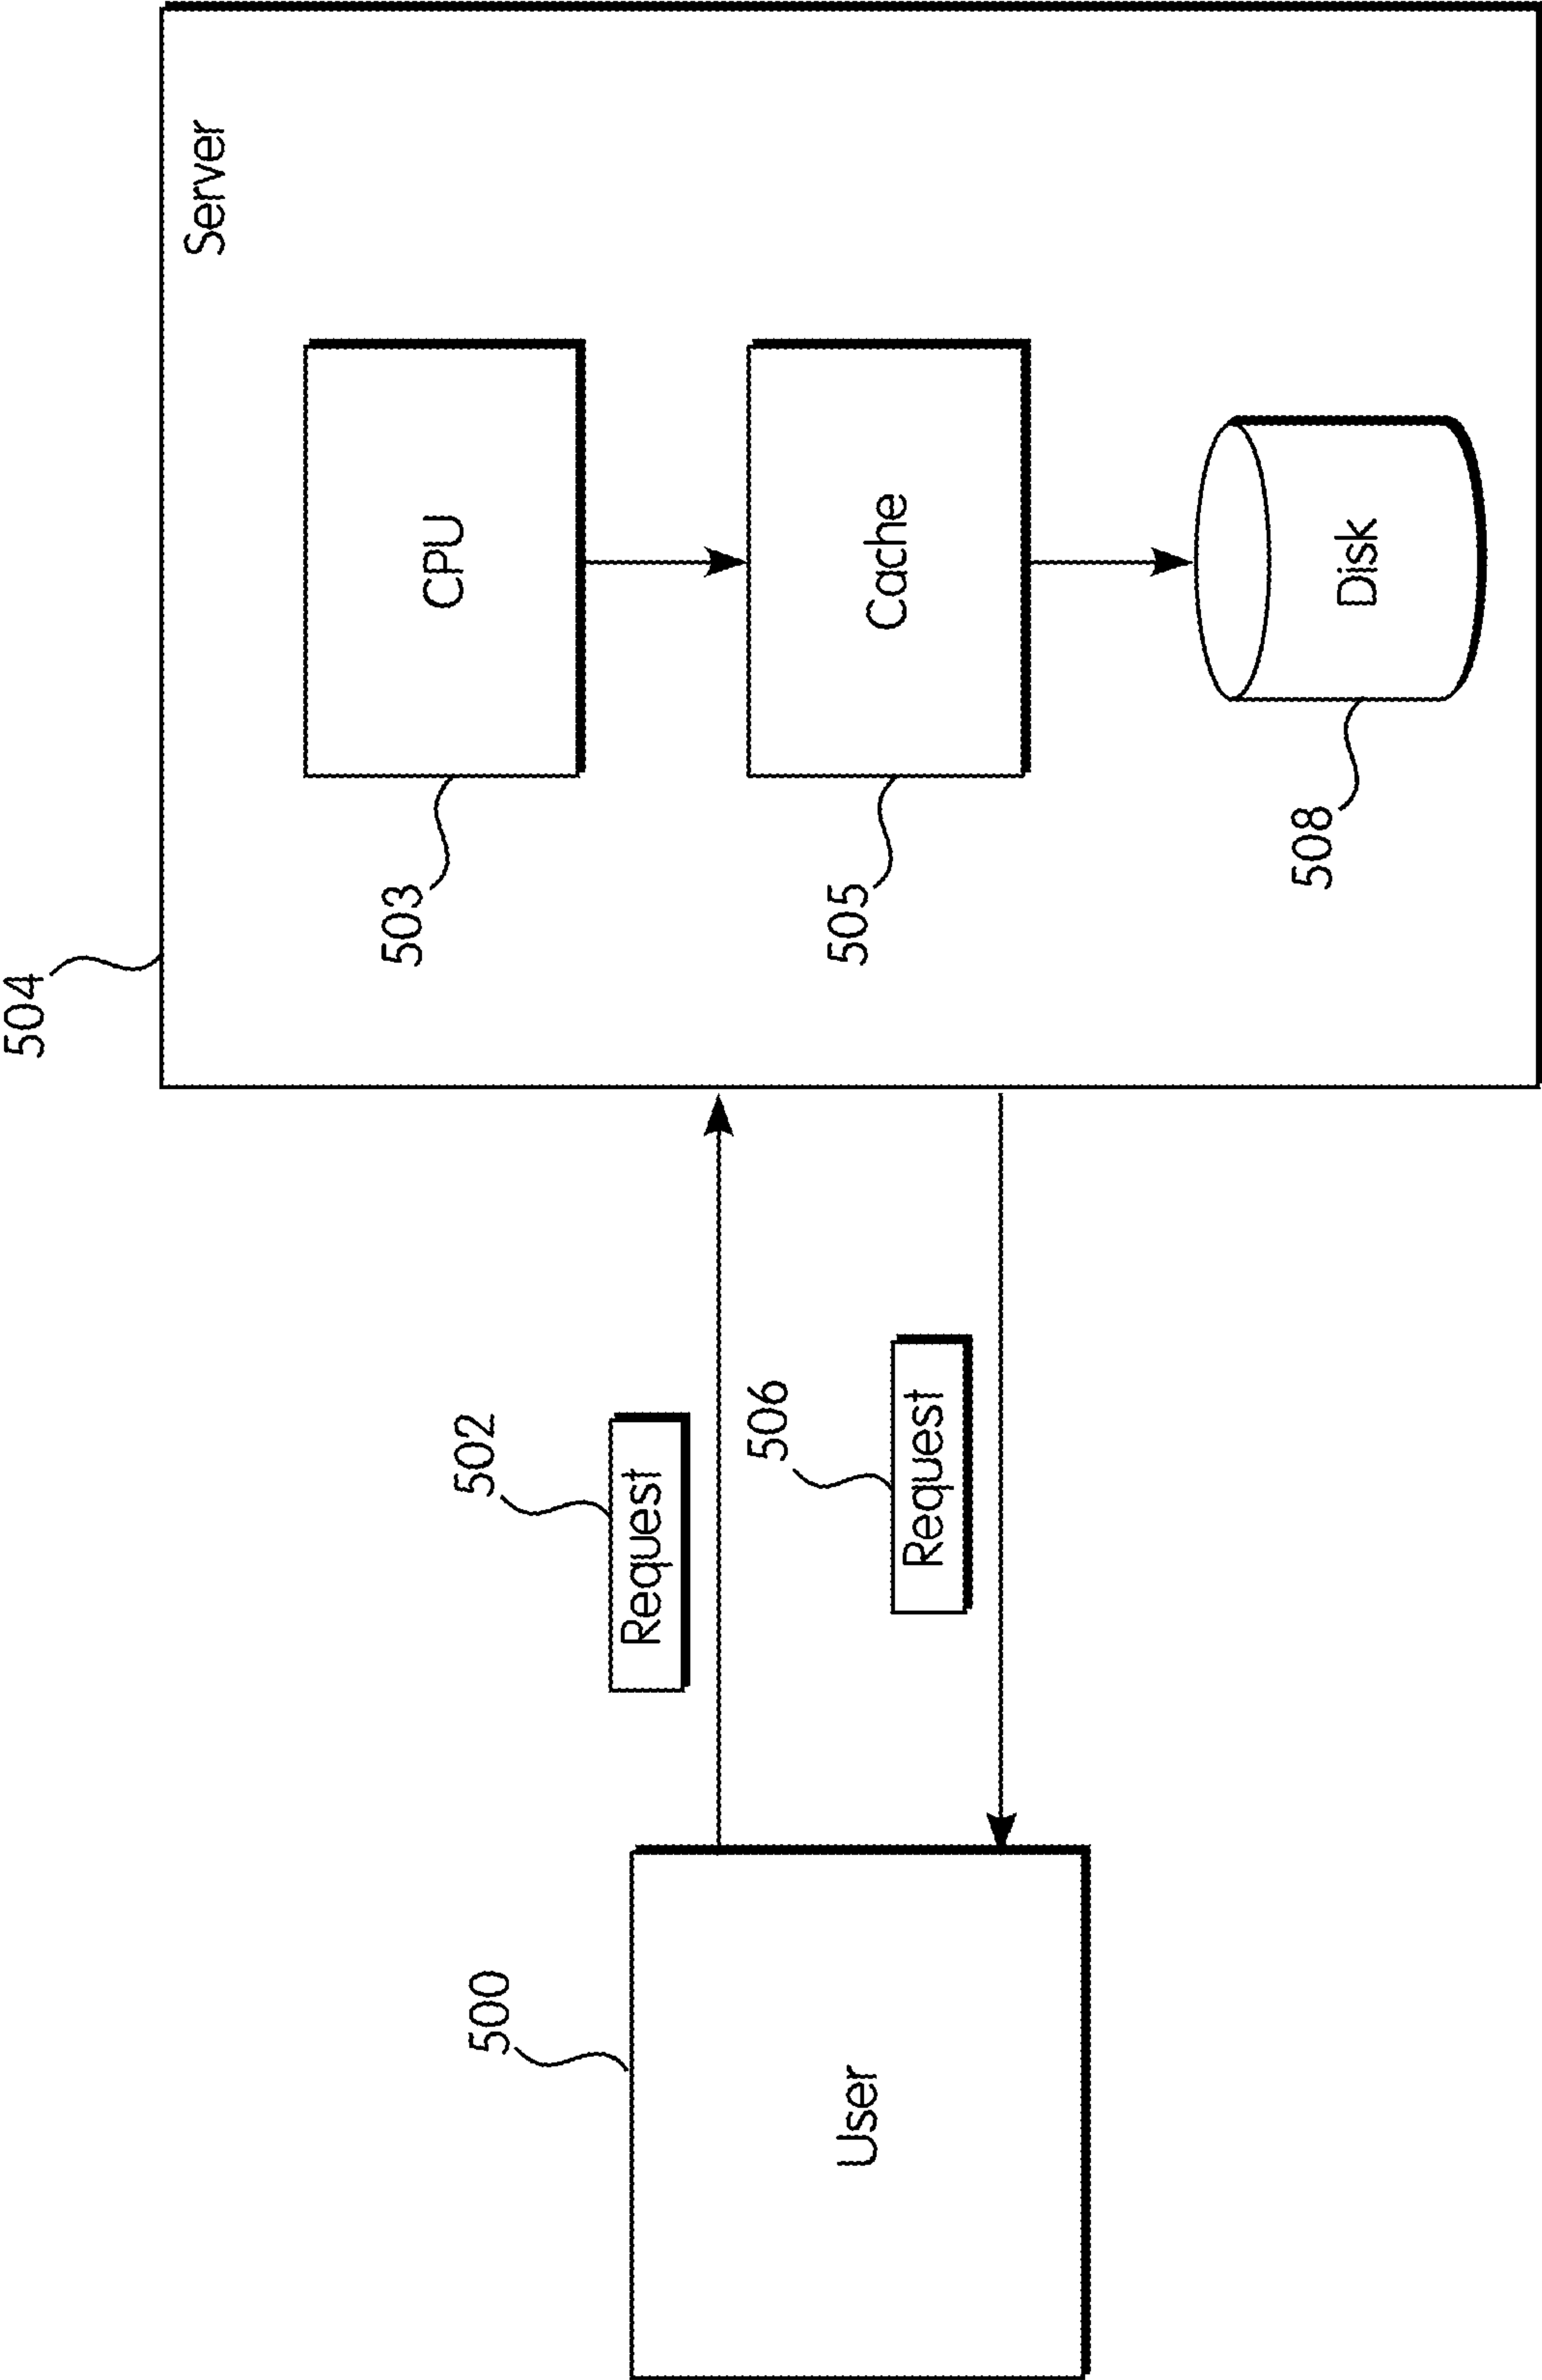 504
Server
503
CPU
505
Cache
508
Disk
502
Request
506
Request
500
User